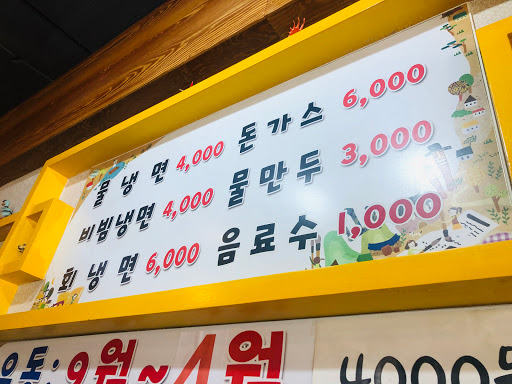 물냉면 4,000 돈가스 6,000
비빔냉면 4,000 물만두 3,000
회냉면 6,000 음료수 1,000
9월~4월 4000